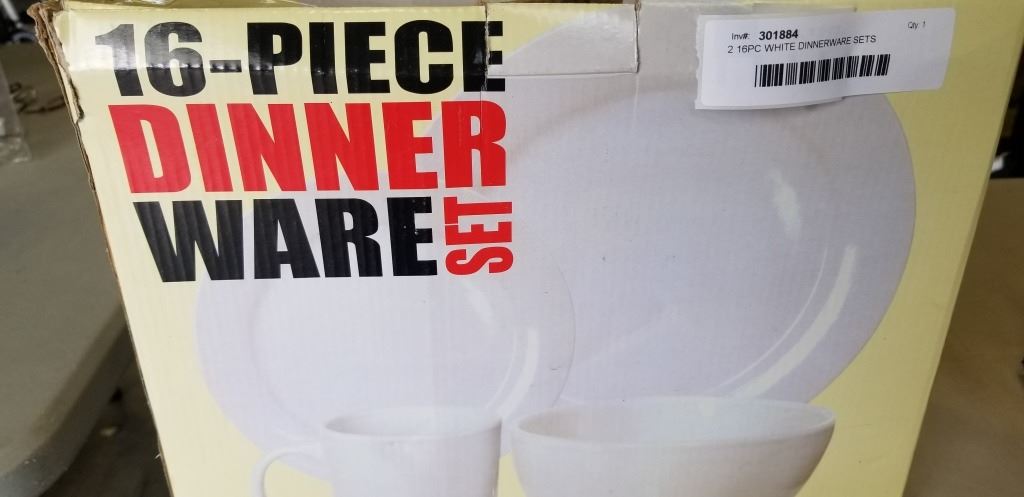 16-PIECE
DINNER
WARE SET
Inv#: 301884
Qty: 1
2 16PC WHITE DINNERWARE SETS